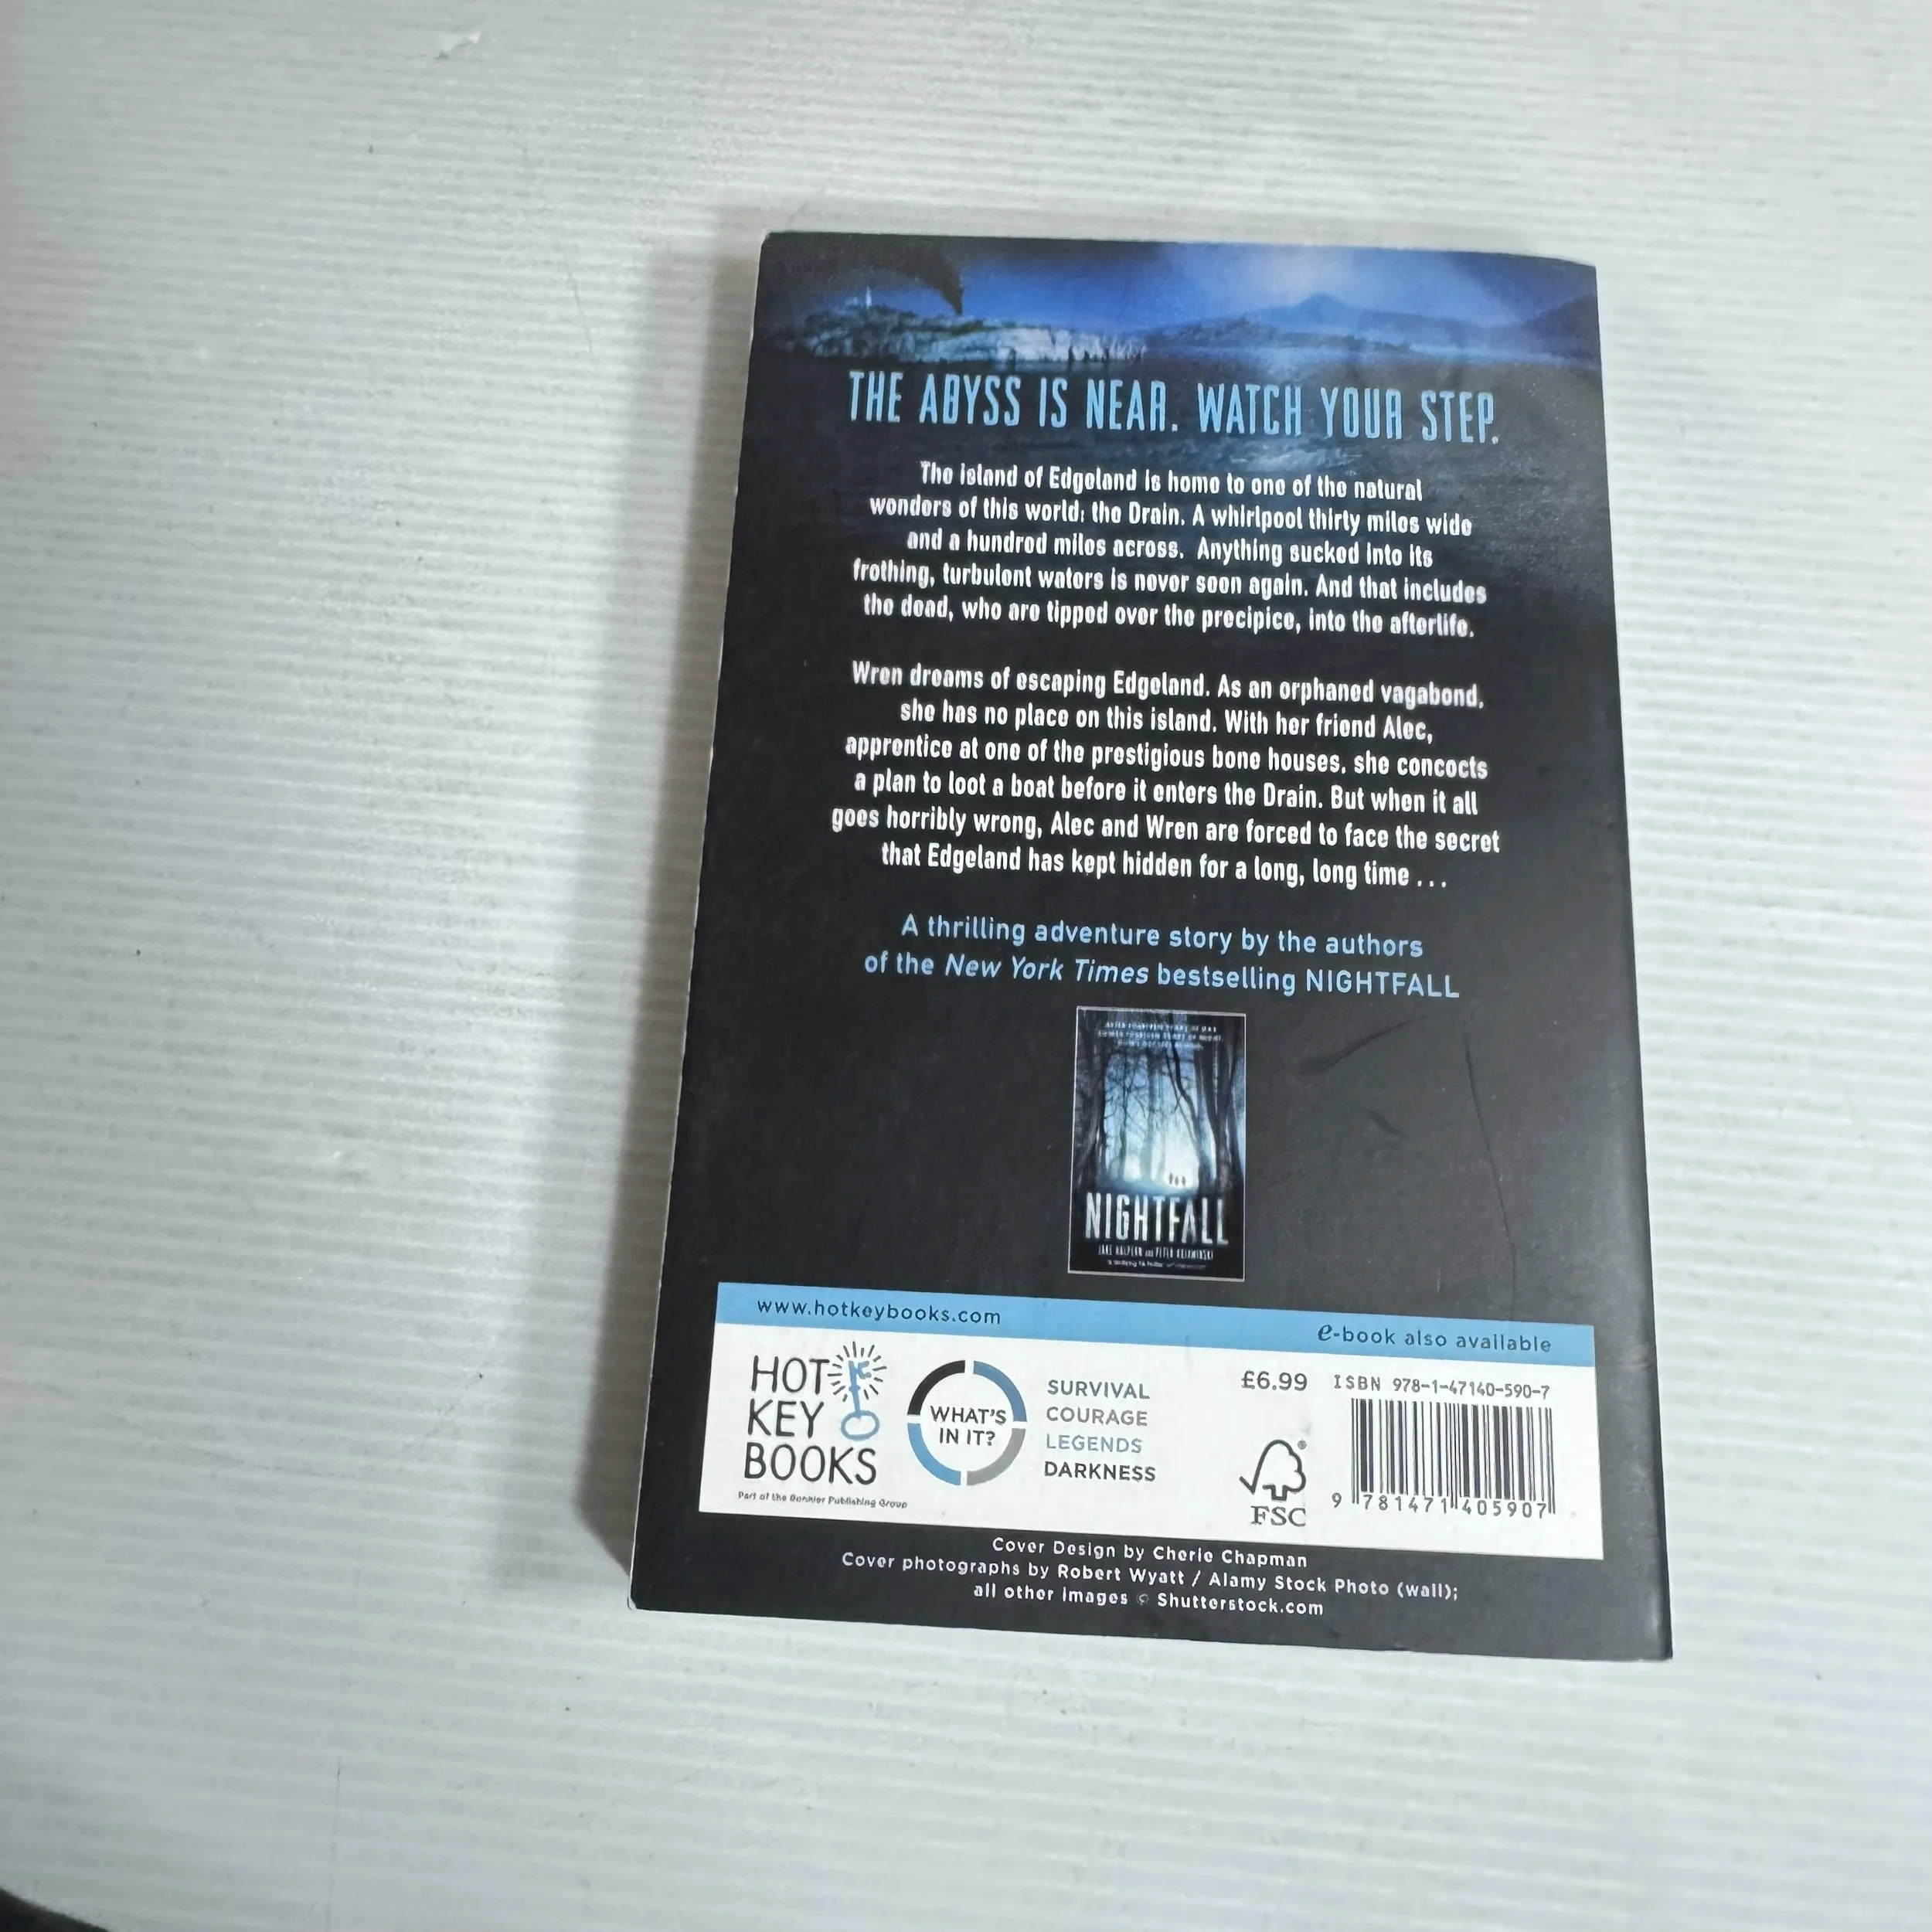 THE ABYSS IS NEAR. WATCH YOUR STEP.
The island of Edgeland is home to one of the natural
wonders of this world: the Drain. A whirlpool thirty miles wide
and a hundred miles across. Anything sucked into its
frothing, turbulent waters is never seen again. And that includes
the dead, who are tipped over the precipice, into the afterlife.
Wren dreams of escaping Edgeland. As an orphaned vagabond,
she has no place on this island. With her friend Alec,
apprentice at one of the prestigious bone houses, she concocts
a plan to loot a boat before it enters the Drain. But when it all
goes horribly wrong, Alec and Wren are forced to face the secret
that Edgeland has kept hidden for a long, long time ...
A thrilling adventure story by the authors
of the New York Times bestselling NIGHTFALL
NIGHTFALL
JAKE HALPERN AND PETER KUJAWINSKI
www.hotkeybooks.com
e-book also available
HOT
KEY
BOOKS
Part of the Bonnier Publishing Group
WHAT'S
IN IT?
SURVIVAL
COURAGE
LEGENDS
DARKNESS
£6.99
ISBN 978-1-47140-590-7
FSC
9 781471 405907
Cover Design by Cherie Chapman
Cover photographs by Robert Wyatt / Alamy Stock Photo (wall);
all other images © Shutterstock.com